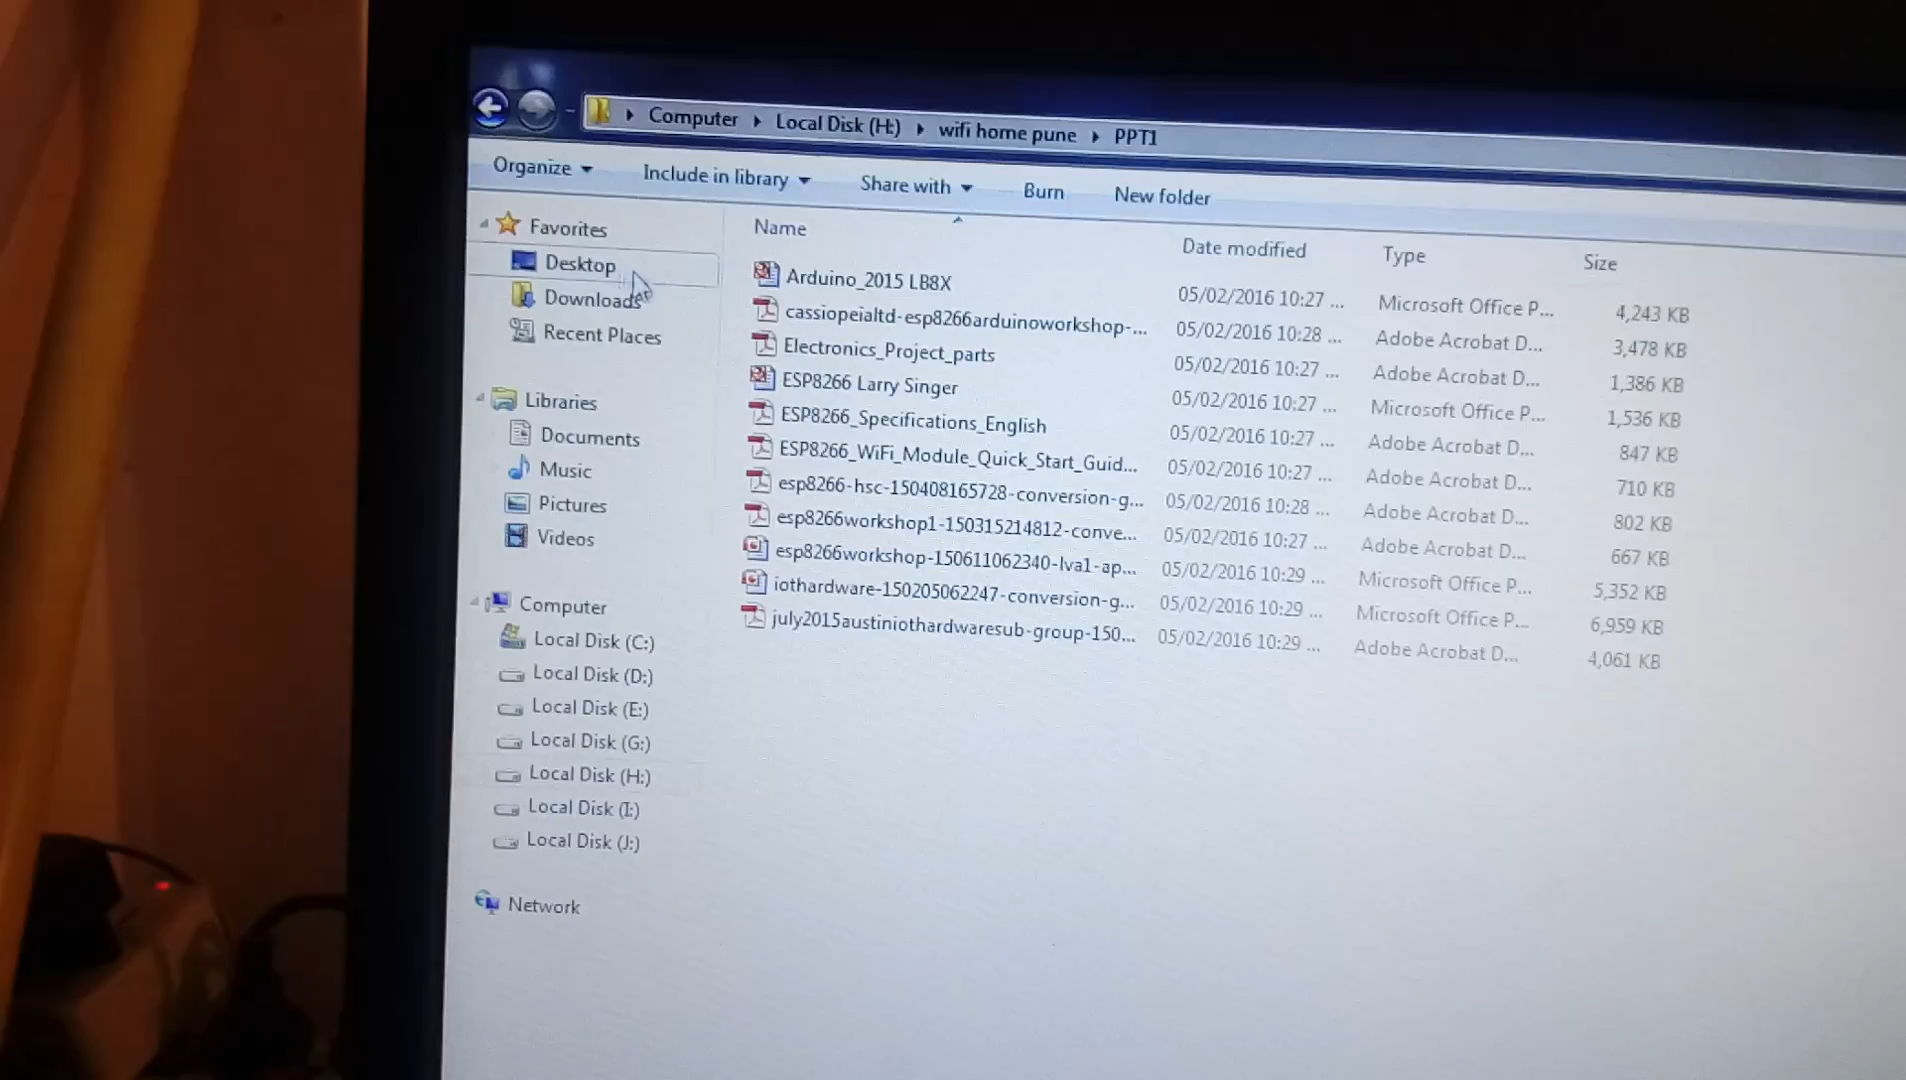 Computer ▸ Local Disk (H:) ▸ wifi home pune ▸ PPT1
Organize Include in library Share with Burn New folder
Favorites
Desktop
Downloads
Recent Places
Libraries
Documents
Music
Pictures
Videos
Computer
Local Disk (C:)
Local Disk (D:)
Local Disk (E:)
Local Disk (G:)
Local Disk (H:)
Local Disk (I:)
Local Disk (J:)
Network
Name Date modified Type Size
Arduino_2015 LB8X 05/02/2016 10:27 ... Microsoft Office P... 4,243 KB
cassiopeialtd-esp8266arduinoworkshop-... 05/02/2016 10:28 ... Adobe Acrobat D... 3,478 KB
Electronics_Project_parts 05/02/2016 10:27 ... Adobe Acrobat D... 1,386 KB
ESP8266 Larry Singer 05/02/2016 10:27 ... Microsoft Office P... 1,536 KB
ESP8266_Specifications_English 05/02/2016 10:27 ... Adobe Acrobat D... 847 KB
ESP8266_WiFi_Module_Quick_Start_Guid... 05/02/2016 10:27 ... Adobe Acrobat D... 710 KB
esp8266-hsc-150408165728-conversion-g... 05/02/2016 10:28 ... Adobe Acrobat D... 802 KB
esp8266workshop1-150315214812-conve... 05/02/2016 10:27 ... Adobe Acrobat D... 667 KB
esp8266workshop-150611062340-lva1-ap... 05/02/2016 10:29 ... Microsoft Office P... 5,352 KB
iothardware-150205062247-conversion-g... 05/02/2016 10:29 ... Microsoft Office P... 6,959 KB
july2015austiniothardwaresub-group-150... 05/02/2016 10:29 ... Adobe Acrobat D... 4,061 KB